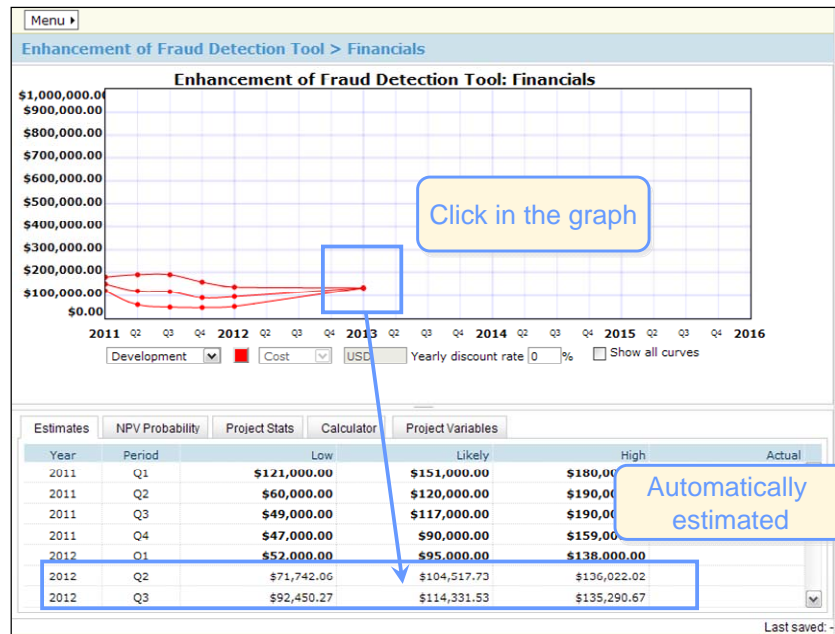 Menu
Enhancement of Fraud Detection Tool > Financials
Enhancement of Fraud Detection Tool: Financials
$1,000,000.0
$900,000.00
$800,000.00
$700,000.00
$600,000.00
$500,000.00
$400,000.00
$300,000.00
$200,000.00
$100,000.00
$0.00
Click in the graph
2011 Q2 Q3 Q4 2012 Q2 Q3 Q4 2013 Q2 Q3 Q4 2014 Q2 Q3 Q4 2015 Q2 Q3 Q4 2016
Development Cost USD Yearly discount rate 0 % Show all curves
Estimates NPV Probability Project Stats Calculator Project Variables
Year Period Low Likely High Actual
2011 Q1 $121,000.00 $151,000.00 $180,00
2011 Q2 $60,000.00 $120,000.00 $190,00
2011 Q3 $49,000.00 $117,000.00 $190,00
2011 Q4 $47,000.00 $90,000.00 $159,00
2012 Q1 $52,000.00 $95,000.00 $138,000.00
2012 Q2 $71,742.06 $104,517.73 $136,022.02
2012 Q3 $92,450.27 $114,331.53 $135,290.67
Automatically
estimated
Last saved: -